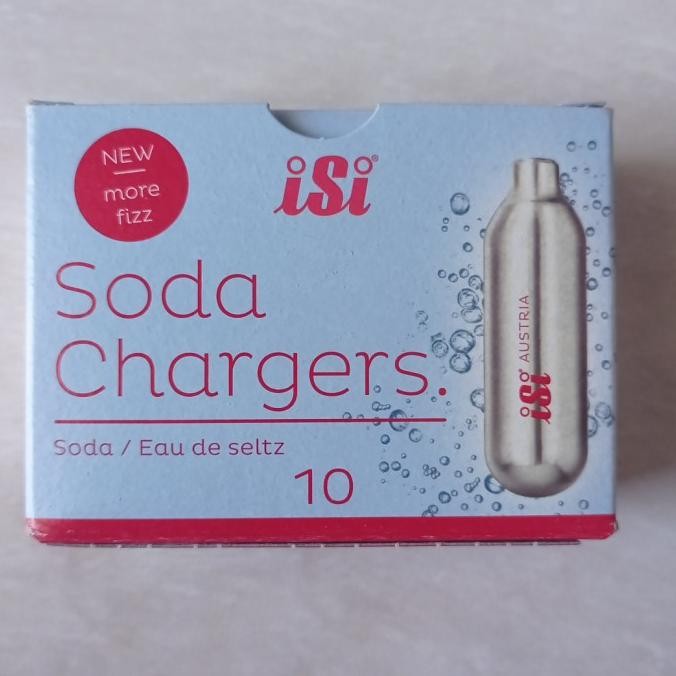 NEW
more
fizz
iSi®
Soda
Chargers.
Soda / Eau de seltz
10
iSi® AUSTRIA